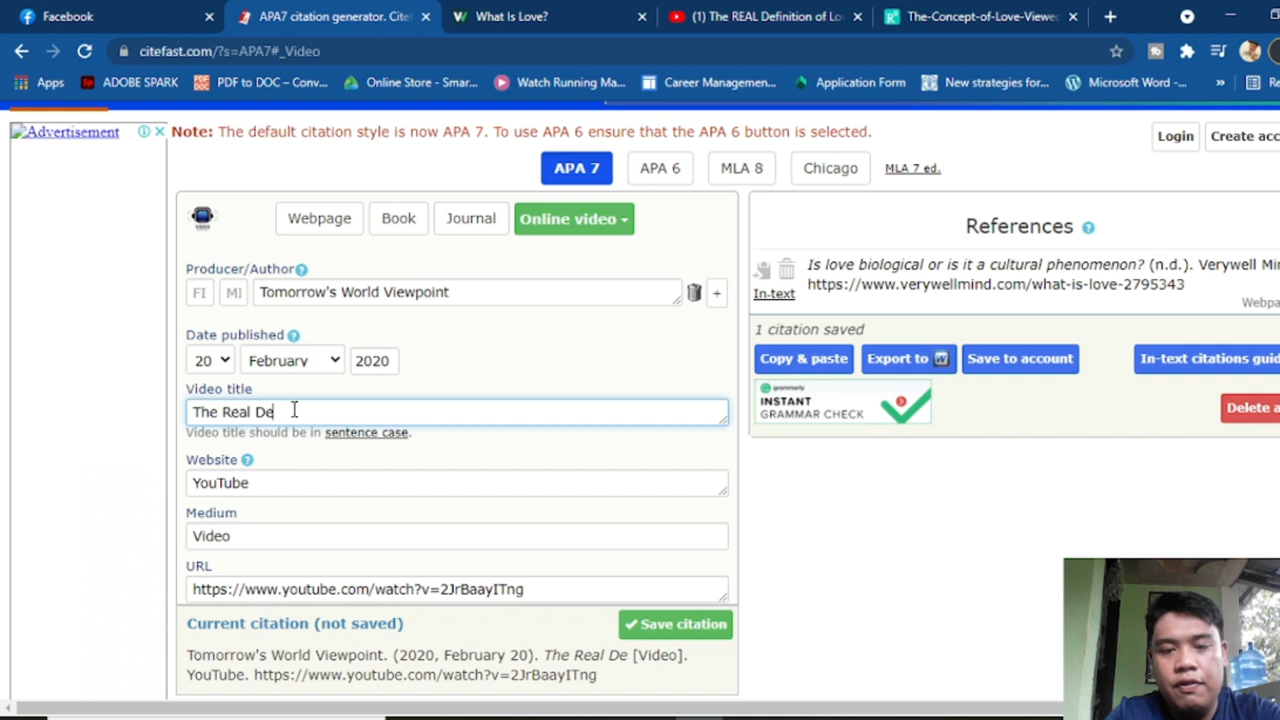 Facebook
APA7 citation generator. Cite
What Is Love?
(1) The REAL Definition of Lo
The-Concept-of-Love-Viewec
citefast.com/?s=APA7#_Video
Apps
ADOBE SPARK
PDF to DOC – Conv...
Online Store - Smar...
Watch Running Ma...
Career Managemen...
Application Form
New strategies for...
Microsoft Word -...
»
Advertisement
Note: The default citation style is now APA 7. To use APA 6 ensure that the APA 6 button is selected.
Login
Create acc
APA 7
APA 6
MLA 8
Chicago
MLA 7 ed.
Webpage
Book
Journal
Online video
Producer/Author
FI
MI
Tomorrow's World Viewpoint
+
Date published
20
February
2020
Video title
The Real De
Video title should be in sentence case.
Website
YouTube
Medium
Video
URL
https://www.youtube.com/watch?v=2JrBaayITng
Current citation (not saved)
Save citation
Tomorrow's World Viewpoint. (2020, February 20). The Real De [Video].
YouTube. https://www.youtube.com/watch?v=2JrBaayITng
References
Is love biological or is it a cultural phenomenon? (n.d.). Verywell Min
https://www.verywellmind.com/what-is-love-2795343
In-text
Webpa
1 citation saved
Copy & paste
Export to
Save to account
In-text citations guid
grammarly
INSTANT
GRAMMAR CHECK
Delete a